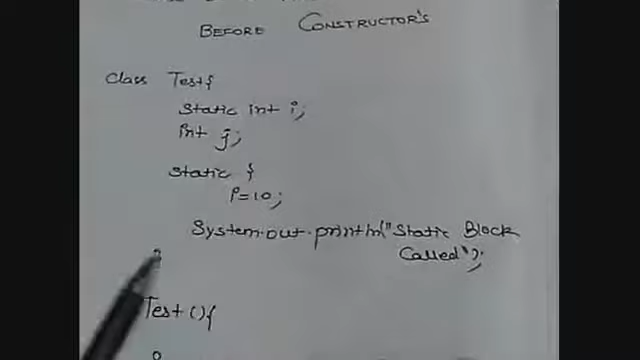 BEFORE CONSTRUCTOR'S
class Test{
static int i;
int j;
static {
i=10;
System.out.println("Static Block
Called");
}
Test(){